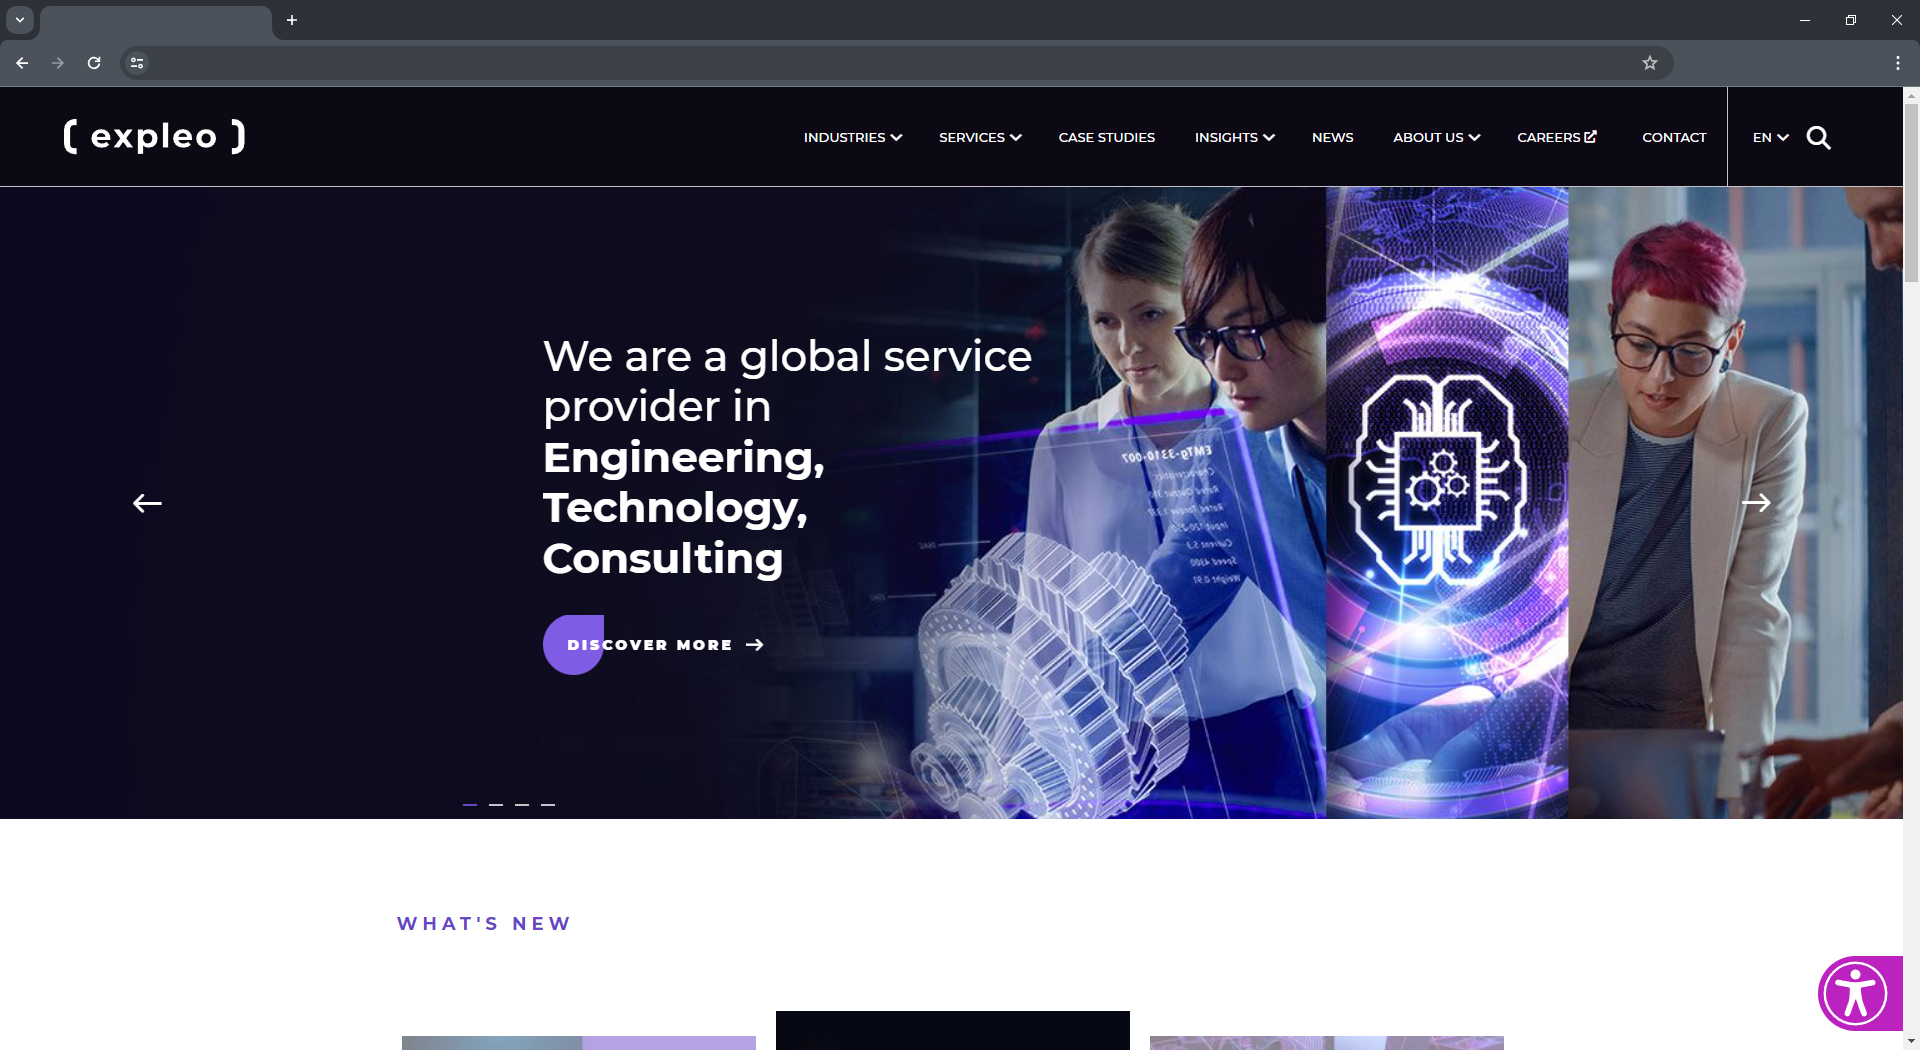 expleo
INDUSTRIES SERVICES CASE STUDIES INSIGHTS NEWS ABOUT US CAREERS CONTACT EN
We are a global service
provider in
Engineering,
Technology,
Consulting
DISCOVER MORE
WHAT'S NEW